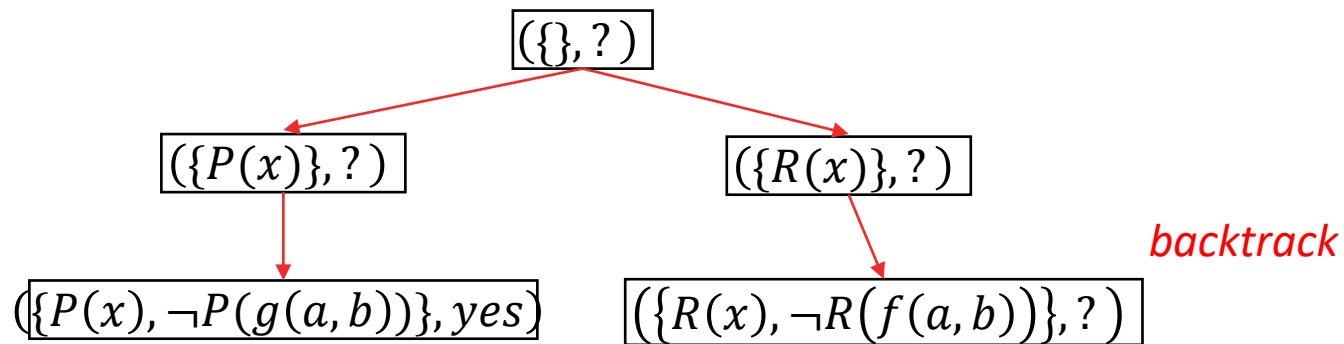 ({}, ? )
({P(x)}, ? )
({R(x)}, ? )
backtrack
({P(x), ¬P(g(a, b))}, yes)
({R(x), ¬R(f(a, b))}, ? )